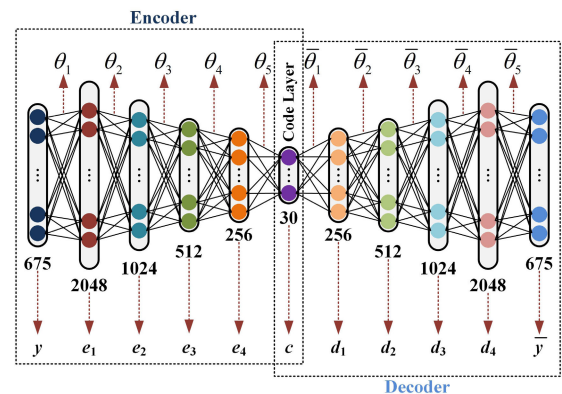 Encoder
θ1 θ2 θ3 θ4 θ5 θ̅1 θ̅2 θ̅3 θ̅4 θ̅5
Code Layer
675 2048 1024 512 256 30 256 512 1024 2048 675
y e1 e2 e3 e4 c d1 d2 d3 d4 y̅
Decoder